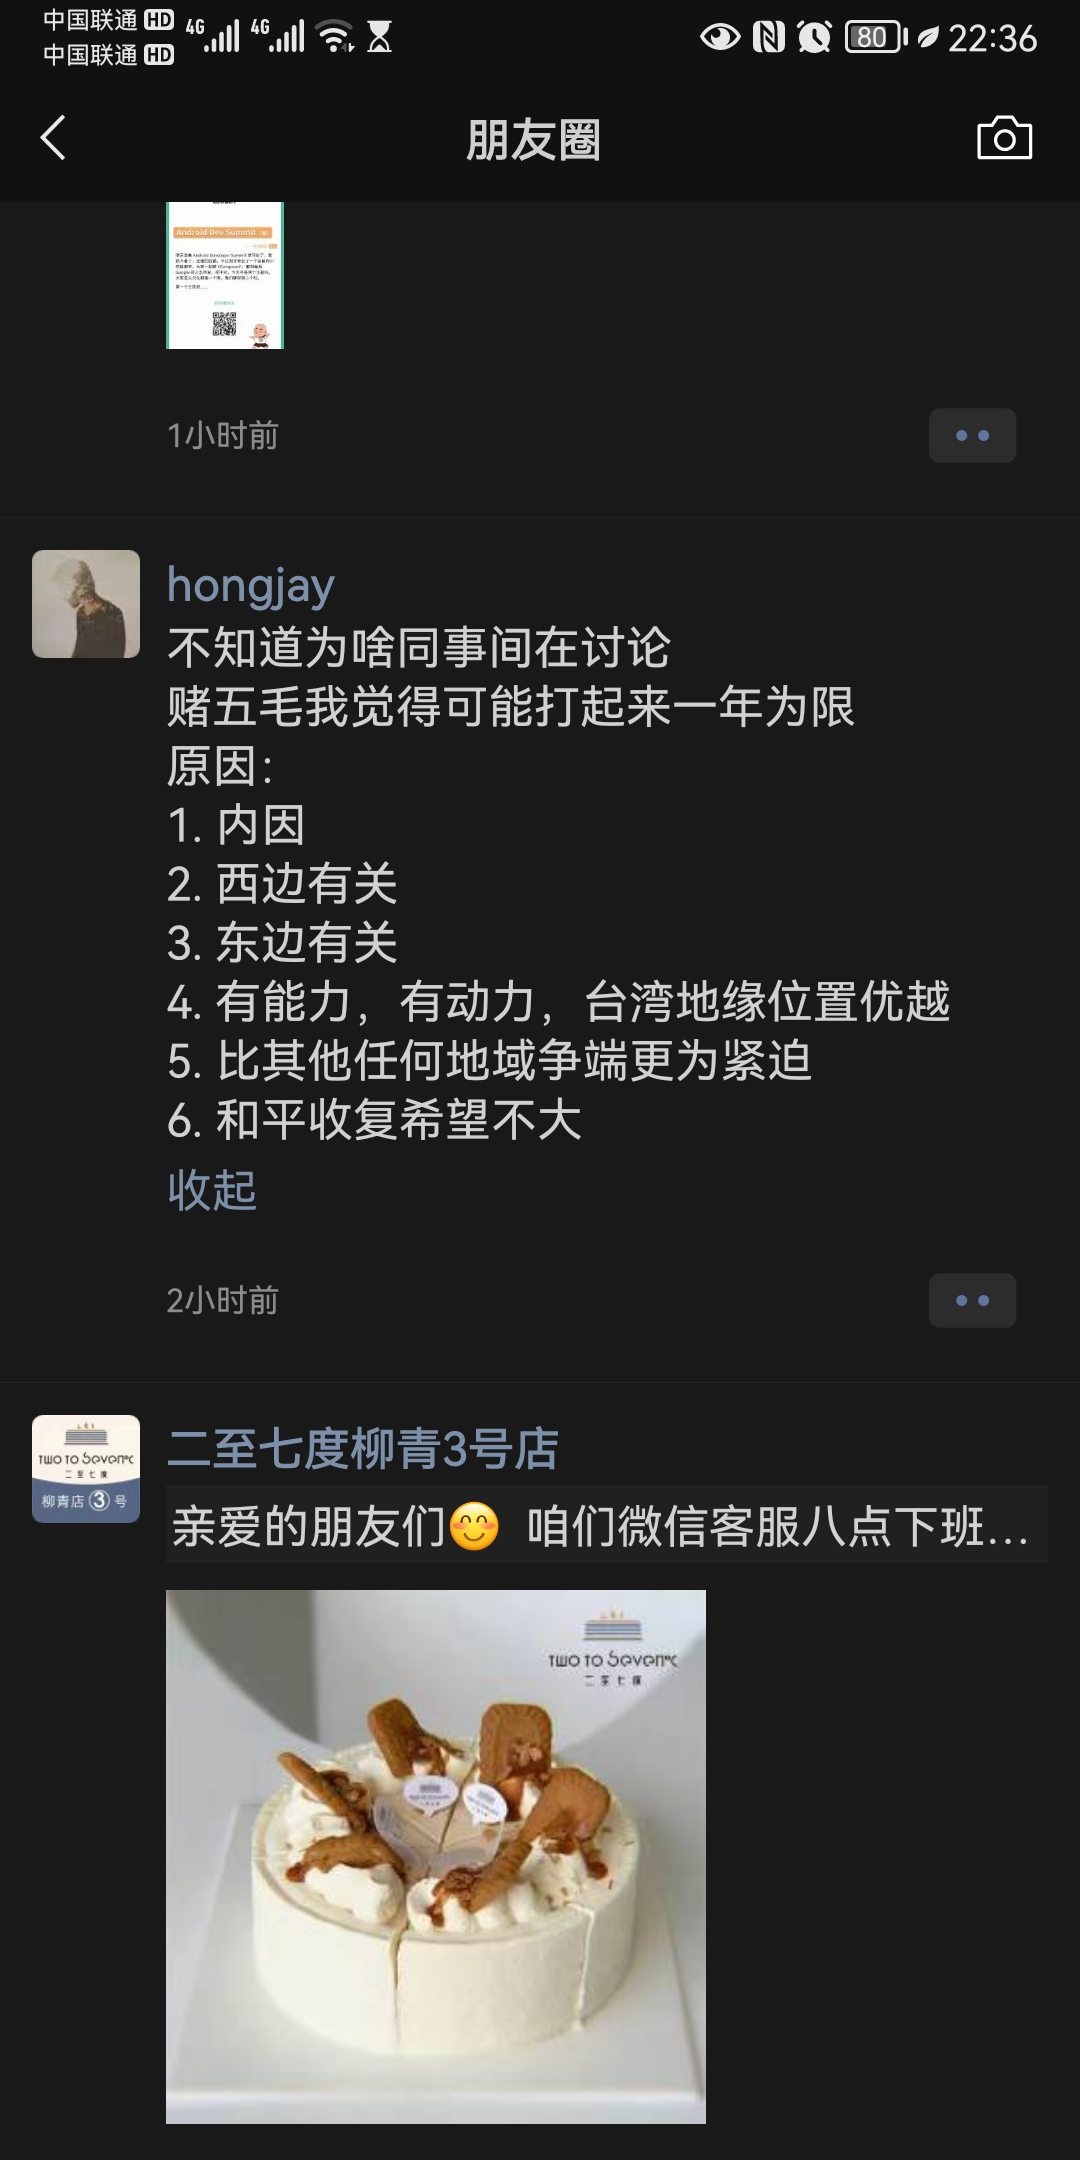 中国联通 HD 4G 4G 80 22:36
中国联通 HD
朋友圈
Android Dev Summit
1小时前
hongjay
不知道为啥同事间在讨论
赌五毛我觉得可能打起来一年为限
原因：
1. 内因
2. 西边有关
3. 东边有关
4. 有能力，有动力，台湾地缘位置优越
5. 比其他任何地域争端更为紧迫
6. 和平收复希望不大
收起
2小时前
TWO TO Seven℃
二至七度
柳青店③号
二至七度柳青3号店
亲爱的朋友们😊 咱们微信客服八点下班...
TWO TO Seven℃
二至七度